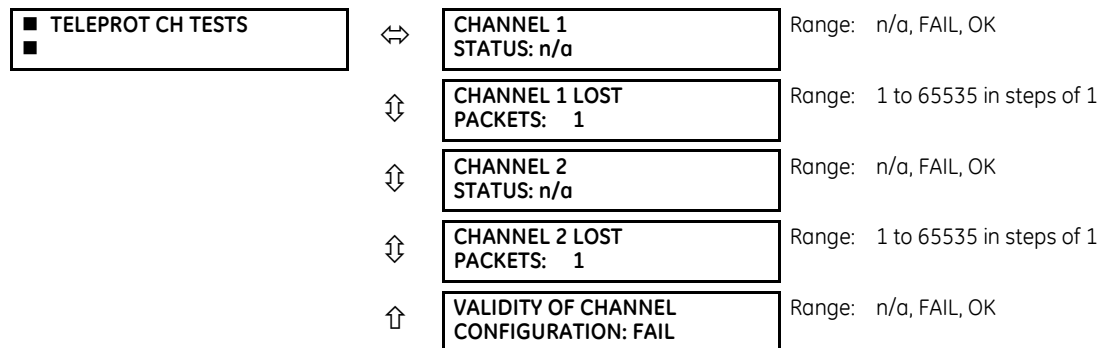 ■ TELEPROT CH TESTS
■
CHANNEL 1
STATUS: n/a
Range: n/a, FAIL, OK
CHANNEL 1 LOST
PACKETS: 1
Range: 1 to 65535 in steps of 1
CHANNEL 2
STATUS: n/a
Range: n/a, FAIL, OK
CHANNEL 2 LOST
PACKETS: 1
Range: 1 to 65535 in steps of 1
VALIDITY OF CHANNEL
CONFIGURATION: FAIL
Range: n/a, FAIL, OK